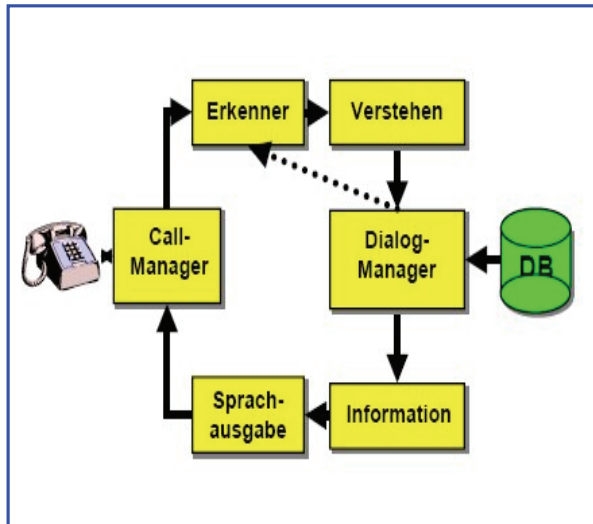 Erkenner
Verstehen
Call-
Manager
Dialog-
Manager
DB
Sprach-
ausgabe
Information